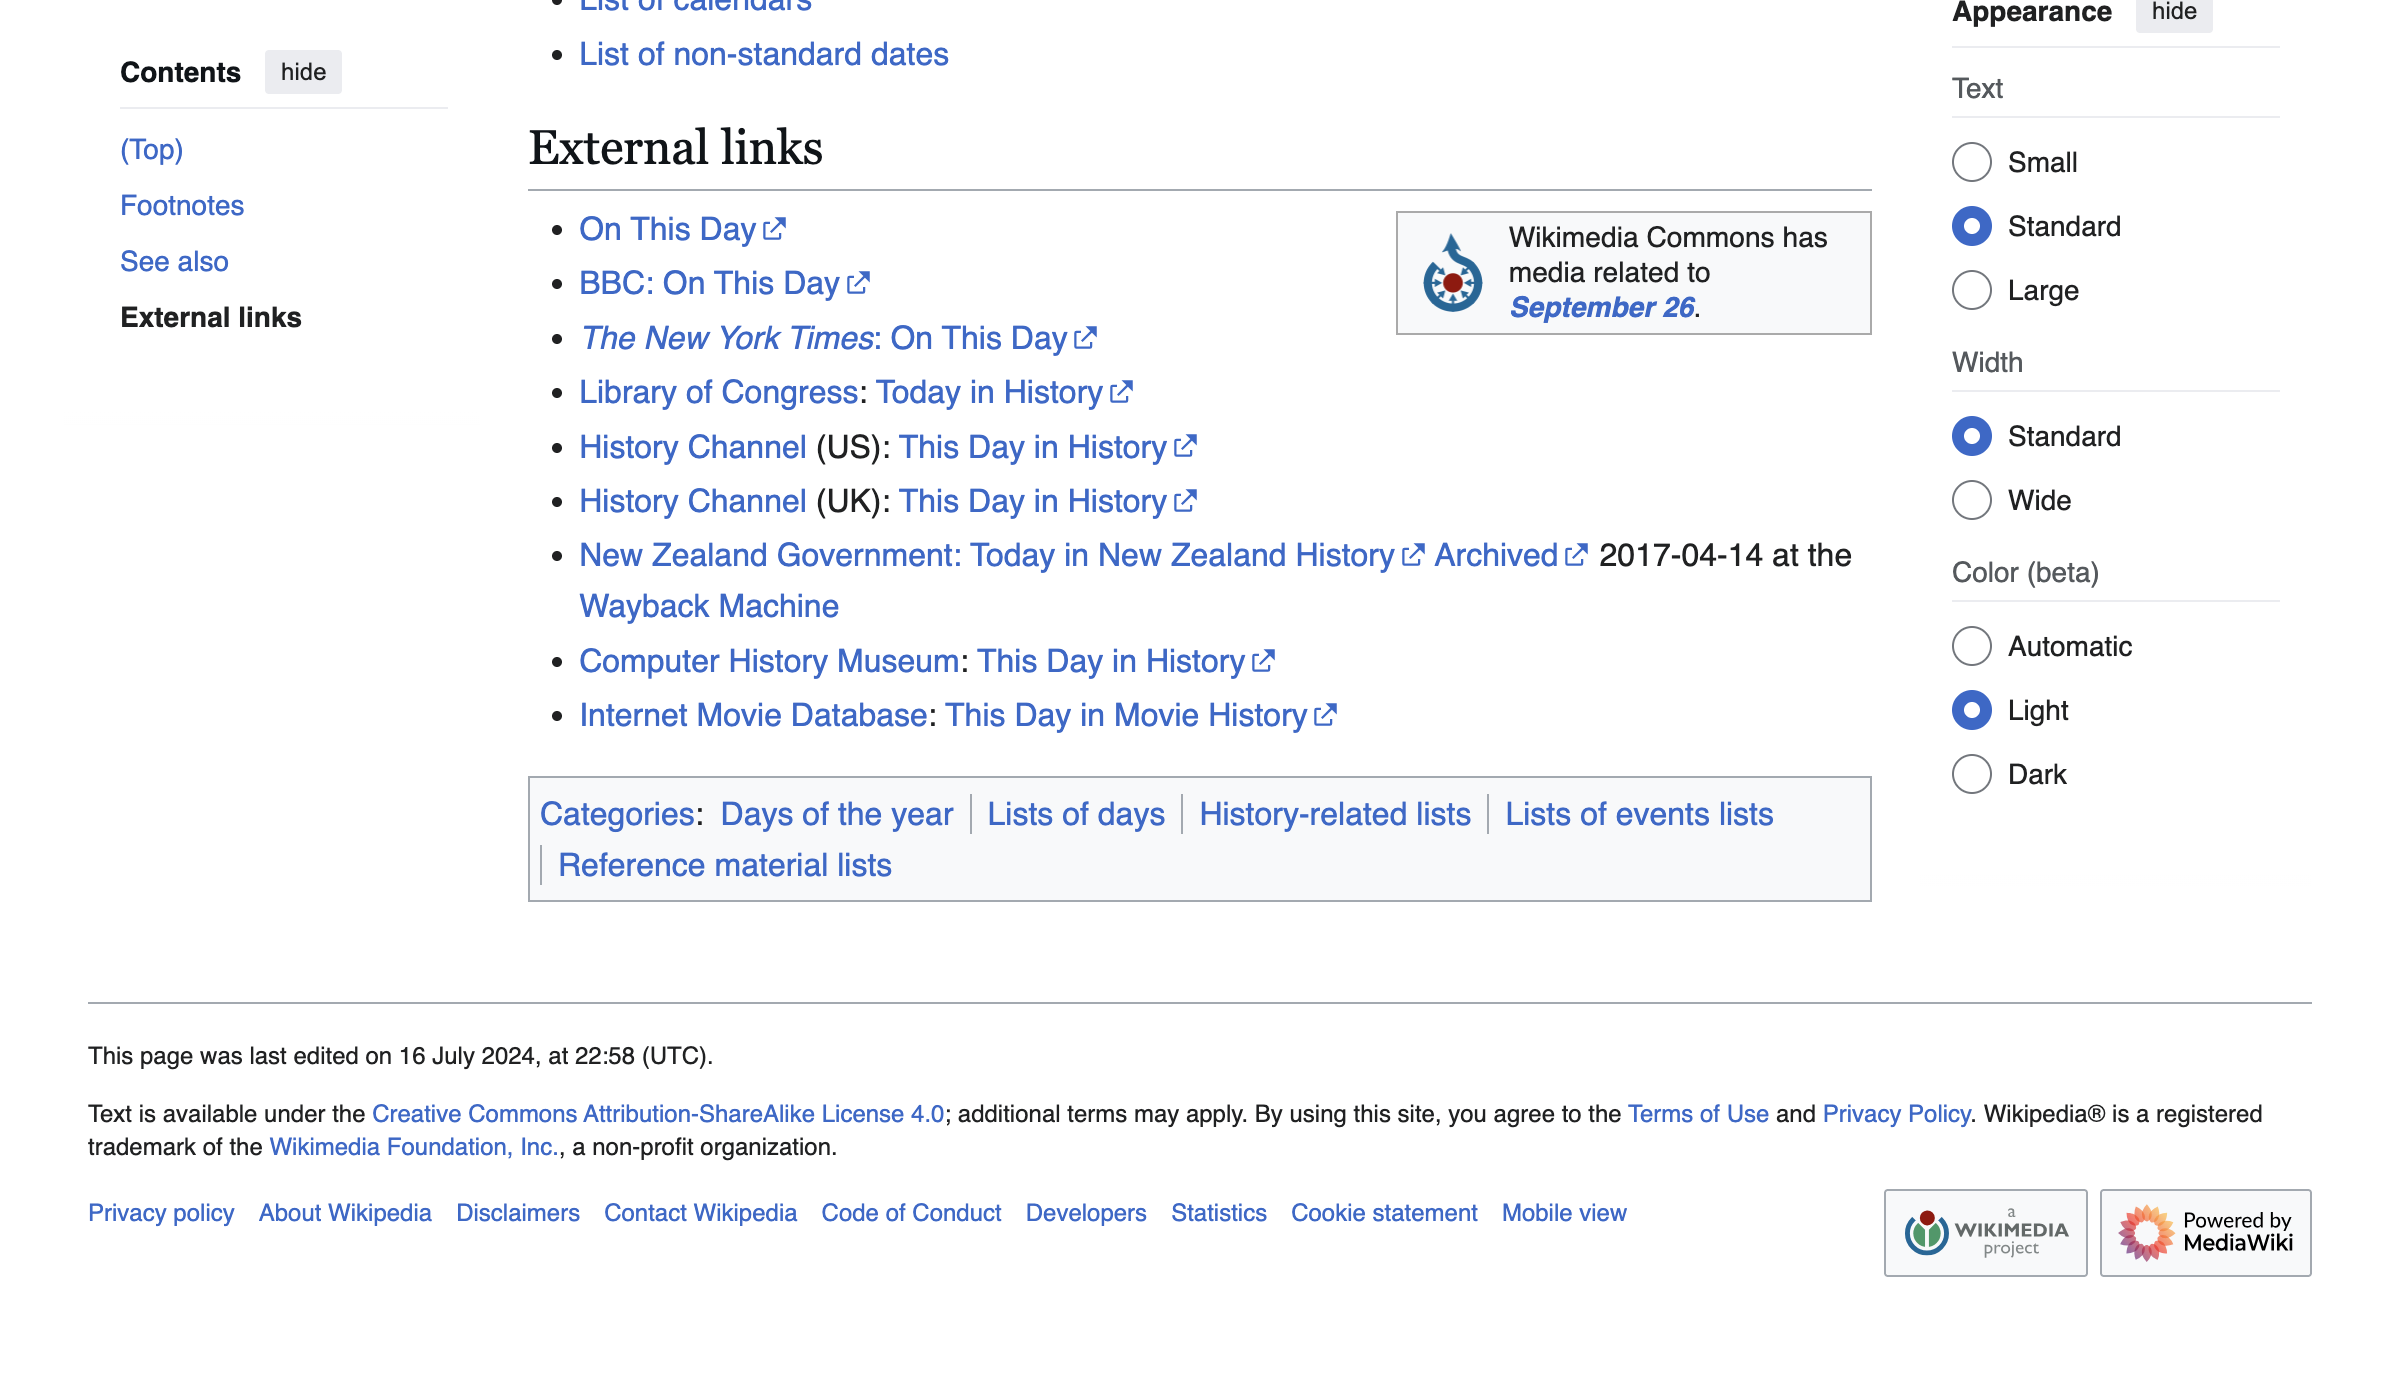 List of calendars
Appearance hide
List of non-standard dates
Contents hide
(Top)
Footnotes
See also
External links
External links
On This Day
BBC: On This Day
The New York Times: On This Day
Library of Congress: Today in History
History Channel (US): This Day in History
History Channel (UK): This Day in History
New Zealand Government: Today in New Zealand History Archived 2017-04-14 at the
Wayback Machine
Computer History Museum: This Day in History
Internet Movie Database: This Day in Movie History
Wikimedia Commons has
media related to
September 26.
Text
Small
Standard
Large
Width
Standard
Wide
Color (beta)
Automatic
Light
Dark
Categories: Days of the year Lists of days History-related lists Lists of events lists
Reference material lists
This page was last edited on 16 July 2024, at 22:58 (UTC).
Text is available under the Creative Commons Attribution-ShareAlike License 4.0; additional terms may apply. By using this site, you agree to the Terms of Use and Privacy Policy. Wikipedia® is a registered
trademark of the Wikimedia Foundation, Inc., a non-profit organization.
Privacy policy About Wikipedia Disclaimers Contact Wikipedia Code of Conduct Developers Statistics Cookie statement Mobile view
a
WIKIMEDIA
project
Powered by
MediaWiki